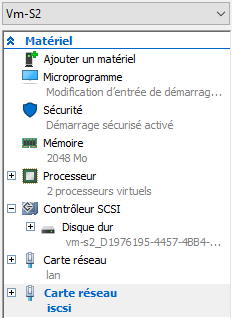 Vm-S2
Matériel
Ajouter un matériel
Microprogramme
Modification d'entrée de démarrag...
Sécurité
Démarrage sécurisé activé
Mémoire
2048 Mo
Processeur
2 processeurs virtuels
Contrôleur SCSI
Disque dur
vm-s2_D1976195-4457-4BB4-...
Carte réseau
lan
Carte réseau
iscsi